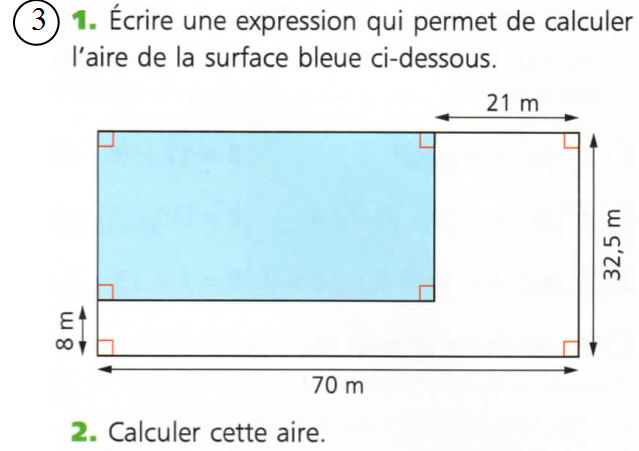 3 1. Écrire une expression qui permet de calculer
l'aire de la surface bleue ci-dessous.
21 m
32,5 m
8 m
70 m
2. Calculer cette aire.